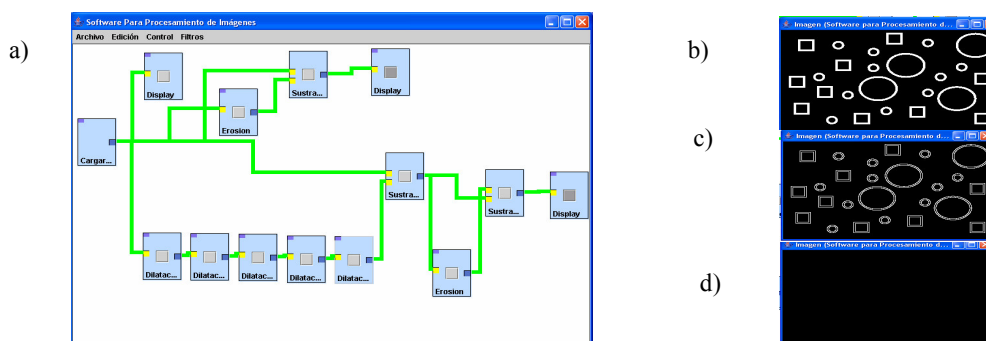 a)
Software Para Procesamiento de Imágenes
Archivo Edición Control Filtros
Display
Sustra...
Display
Erosion
Cargar...
Sustra...
Sustra...
Display
Dilatac...
Dilatac...
Dilatac...
Dilatac...
Dilatac...
Erosion
b)
Imagen (Software para Procesamiento d...
c)
Imagen (Software para Procesamiento d...
d)
Imagen (Software para Procesamiento d...